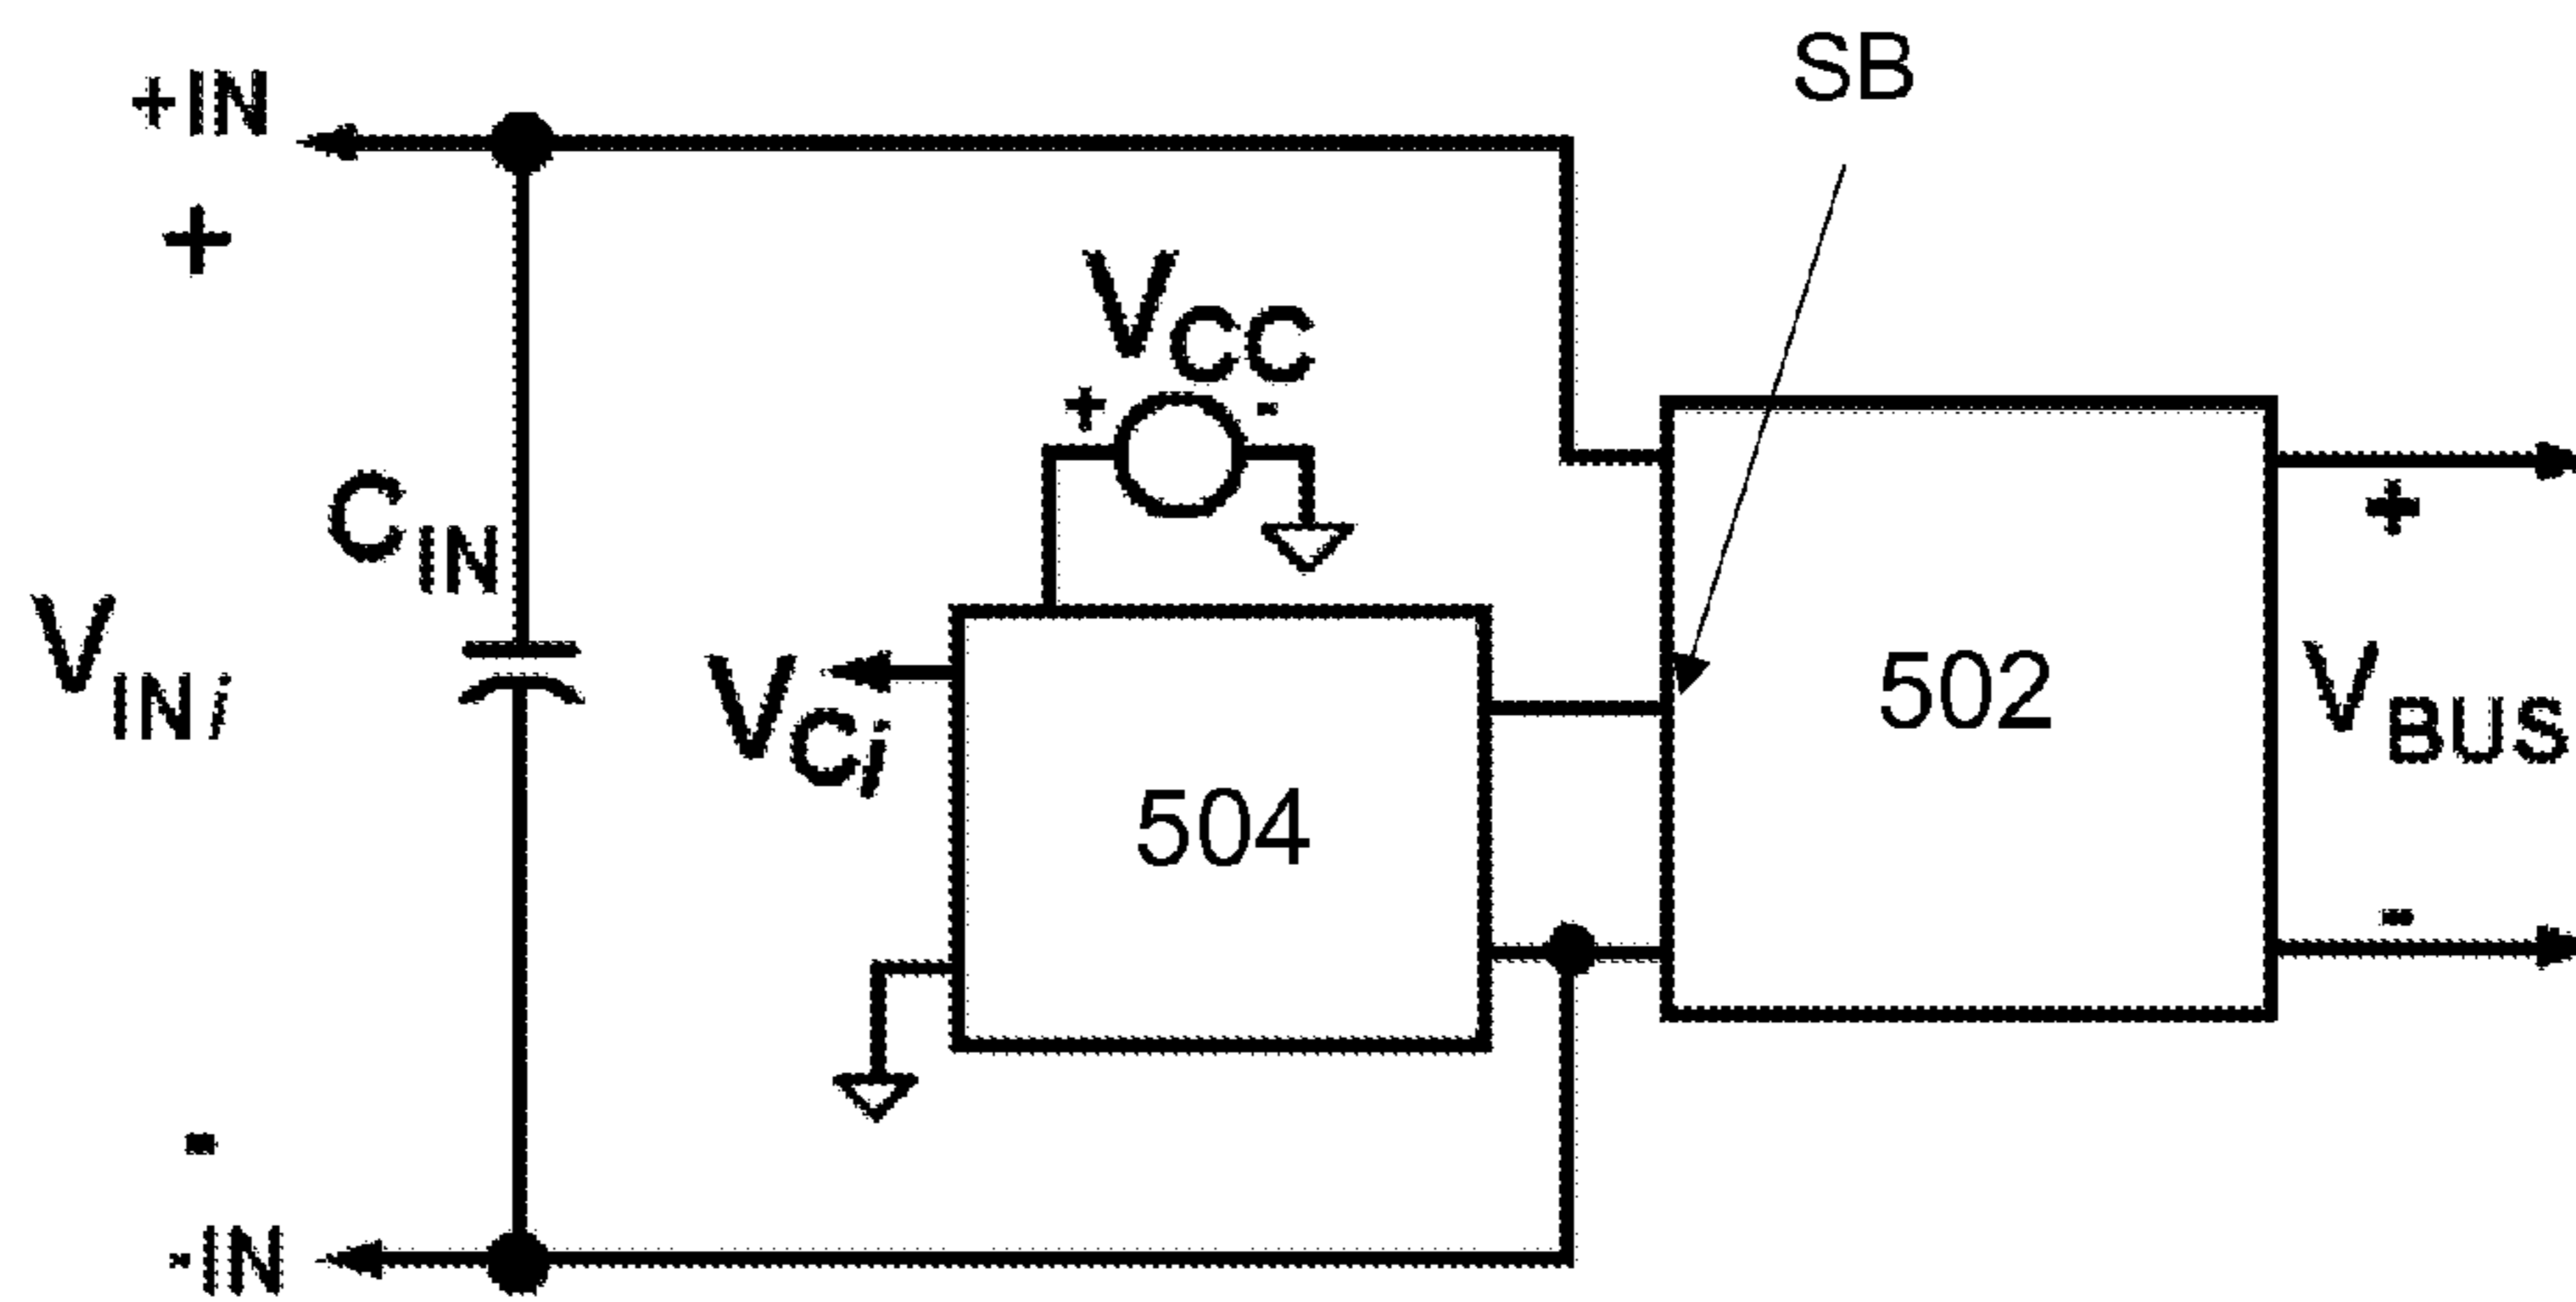 SB
+IN
+
VCC
+ -
CIN
+
VINi
VCi
502
VBUS
504
-
-
-IN